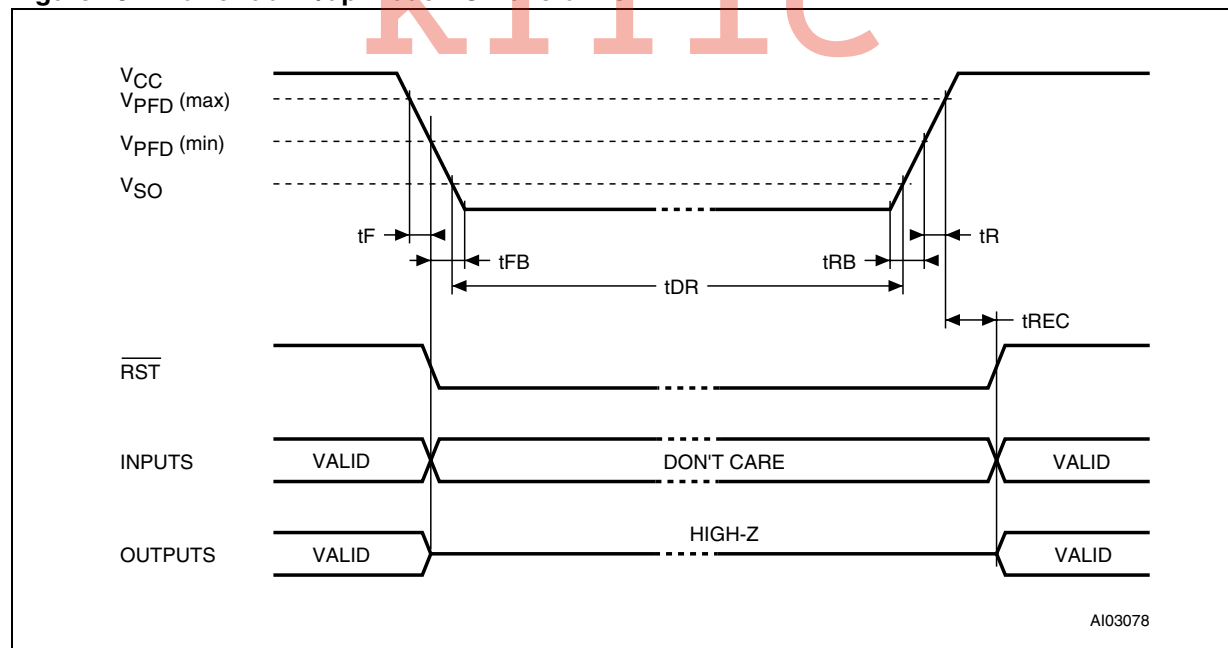 KIIIC
VCC
VPFD (max)
VPFD (min)
VSO
tF
tFB
tDR
tRB
tR
tREC
RST
INPUTS
VALID
DON'T CARE
VALID
OUTPUTS
VALID
HIGH-Z
VALID
AI03078